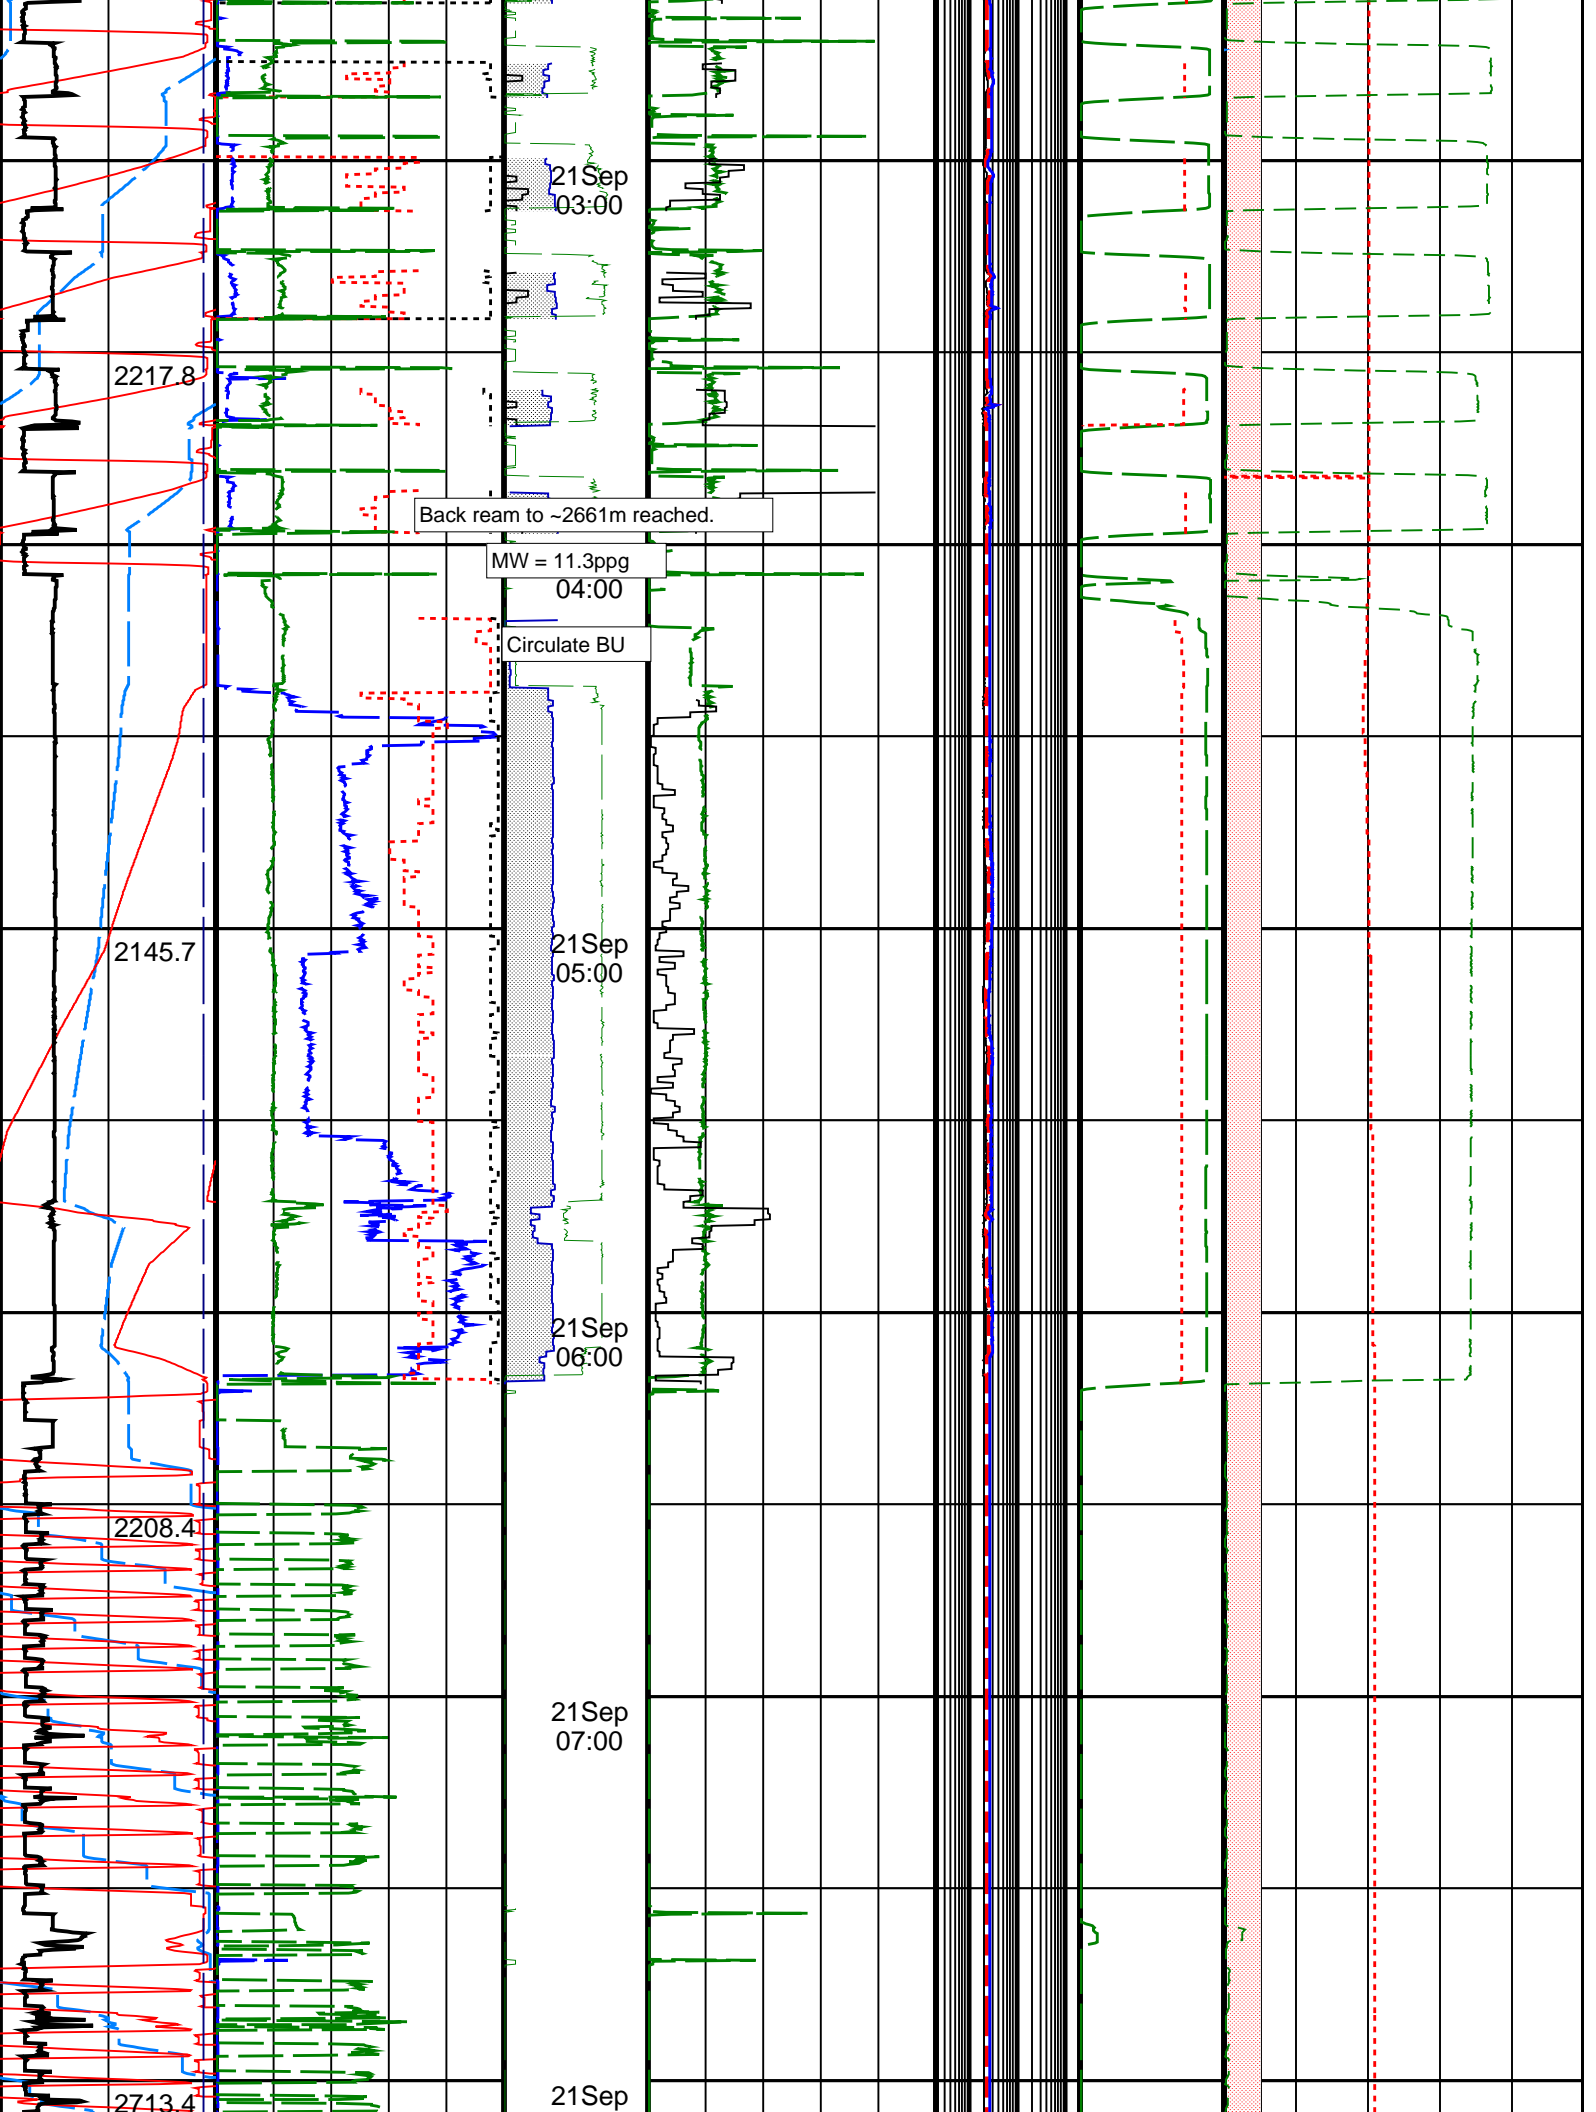 21Sep
03:00
2217.8
Back ream to ~2661m reached.
MW = 11.3ppg
04:00
Circulate BU
2145.7
21Sep
05:00
21Sep
06:00
2208.4
21Sep
07:00
2713.4
21Sep